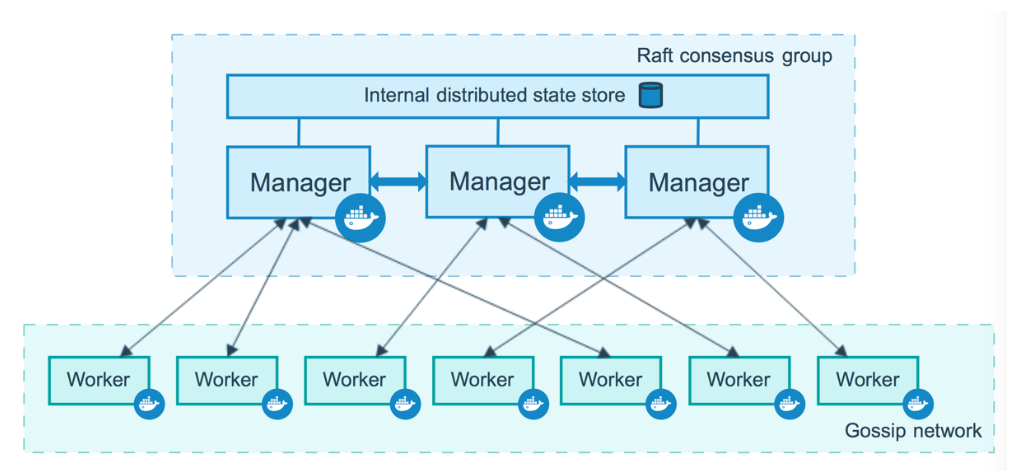 Raft consensus group
Internal distributed state store
Manager
Manager
Manager
Worker
Worker
Worker
Worker
Worker
Worker
Worker
Gossip network